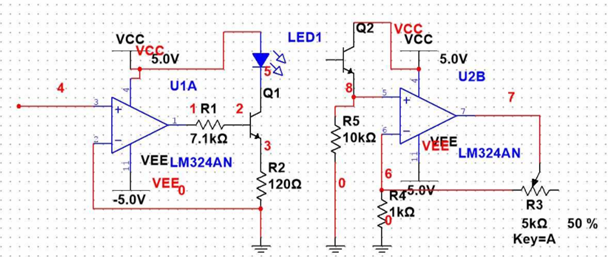 LED1
Q2
VCC
VCC
VCC
VCC
5.0V
5.0V
4
U1A
5
Q1
8
U2B
4
4
3
2
1
11
1
R1
7.1kΩ
2
3
R2
120Ω
VEE
LM324AN
VEE
0
-5.0V
R5
10kΩ
0
5
6
7
11
7
VEE
VEE
LM324AN
6
-5.0V
R4
1kΩ
0
R3
5kΩ
50 %
Key=A